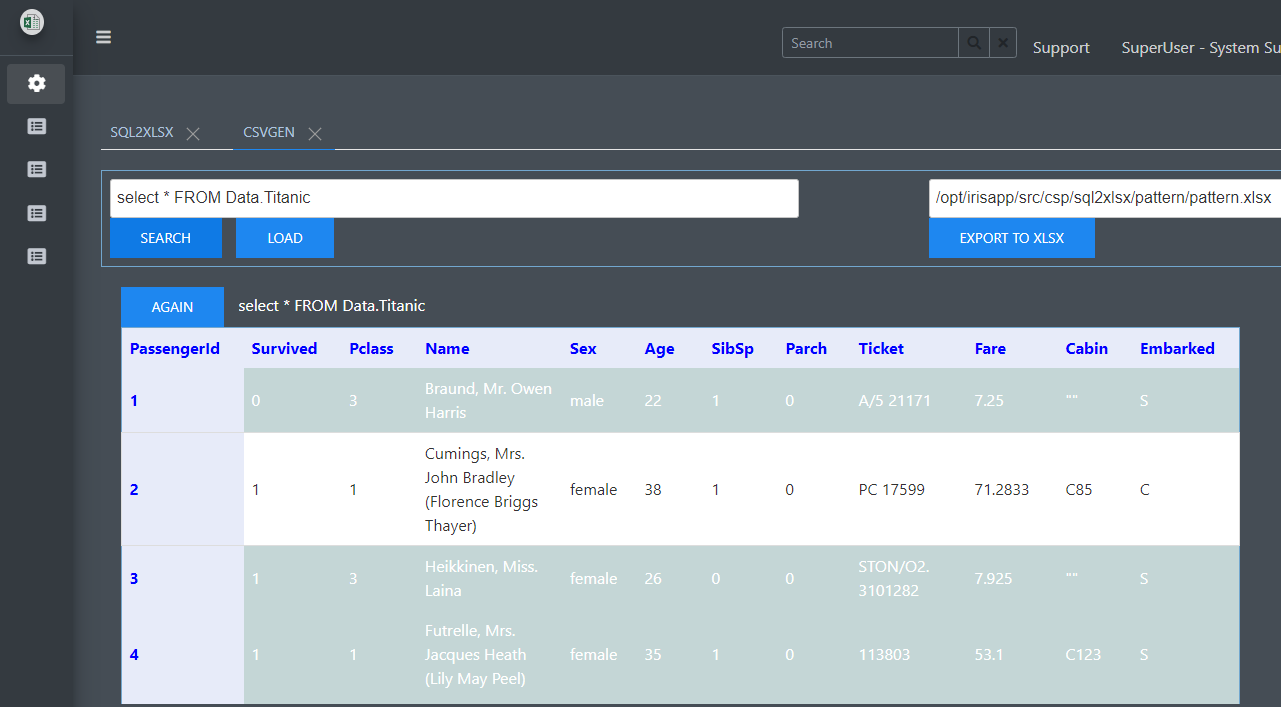 Search
Support SuperUser - System Su
SQL2XLSX CSVGEN
select * FROM Data.Titanic /opt/irisapp/src/csp/sql2xlsx/pattern/pattern.xlsx
SEARCH LOAD EXPORT TO XLSX
AGAIN select * FROM Data.Titanic
PassengerId Survived Pclass Name Sex Age SibSp Parch Ticket Fare Cabin Embarked
1 0 3 Braund, Mr. Owen
Harris male 22 1 0 A/5 21171 7.25 "" S
2 1 1 Cumings, Mrs.
John Bradley
(Florence Briggs
Thayer) female 38 1 0 PC 17599 71.2833 C85 C
3 1 3 Heikkinen, Miss.
Laina female 26 0 0 STON/O2.
3101282 7.925 "" S
4 1 1 Futrelle, Mrs.
Jacques Heath
(Lily May Peel) female 35 1 0 113803 53.1 C123 S